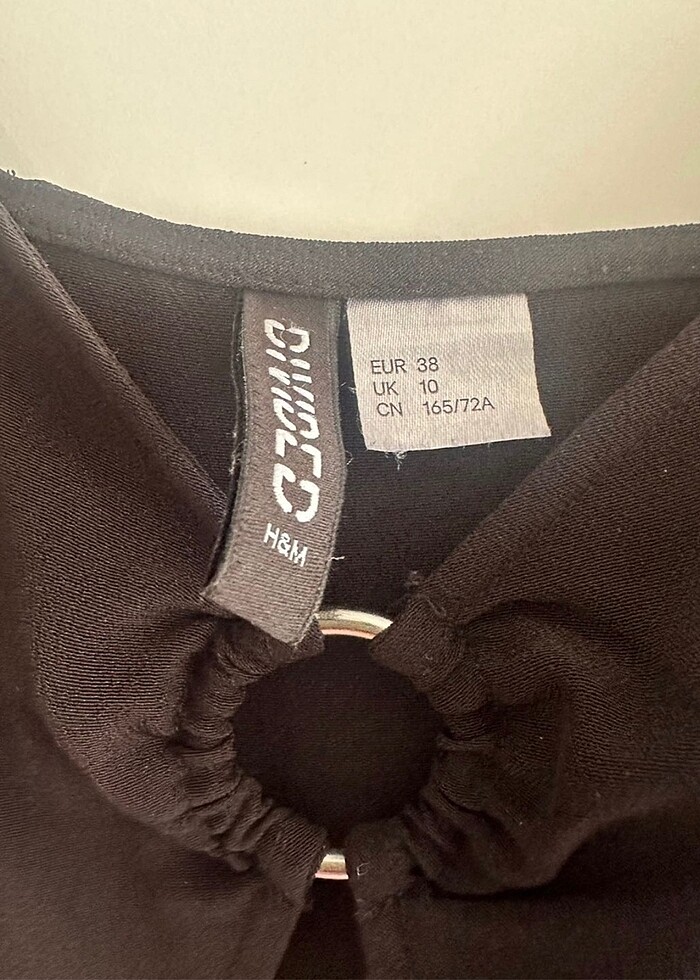 DIVIDED
H&M
EUR 38
UK 10
CN 165/72A